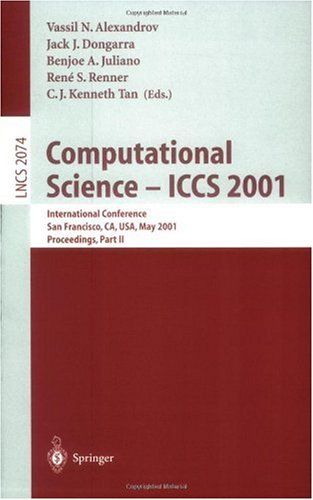 Vassil N. Alexandrov
Jack J. Dongarra
Benjoe A. Juliano
René S. Renner
C. J. Kenneth Tan (Eds.)
LNCS 2074
Computational
Science – ICCS 2001
International Conference
San Francisco, CA, USA, May 2001
Proceedings, Part II
Springer